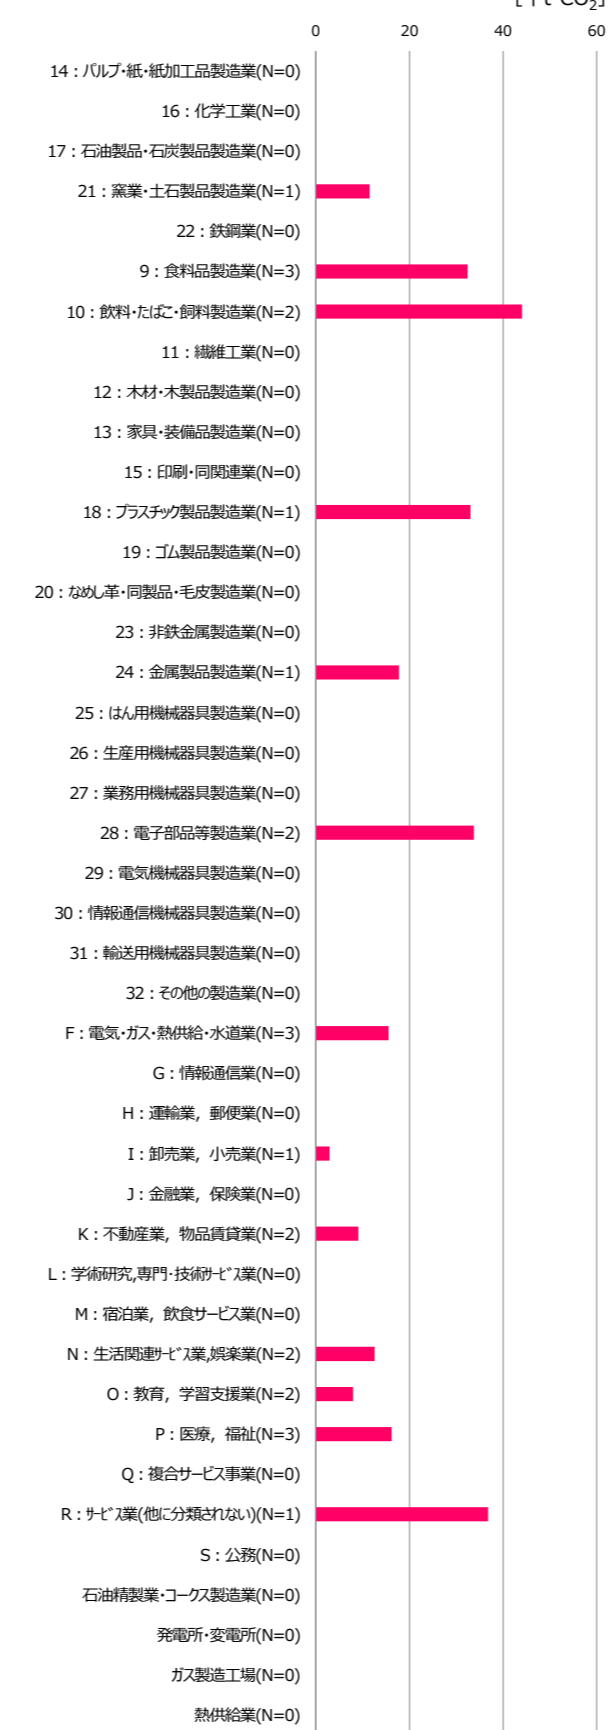 t-CO2]
0 20 40 60
14：パルプ・紙・紙加工品製造業(N=0)
16：化学工業(N=0)
17：石油製品・石炭製品製造業(N=0)
21：窯業・土石製品製造業(N=1)
22：鉄鋼業(N=0)
9：食料品製造業(N=3)
10：飲料・たばこ・飼料製造業(N=2)
11：繊維工業(N=0)
12：木材・木製品製造業(N=0)
13：家具・装備品製造業(N=0)
15：印刷・同関連業(N=0)
18：プラスチック製品製造業(N=1)
19：ゴム製品製造業(N=0)
20：なめし革・同製品・毛皮製造業(N=0)
23：非鉄金属製造業(N=0)
24：金属製品製造業(N=1)
25：はん用機械器具製造業(N=0)
26：生産用機械器具製造業(N=0)
27：業務用機械器具製造業(N=0)
28：電子部品等製造業(N=2)
29：電気機械器具製造業(N=0)
30：情報通信機械器具製造業(N=0)
31：輸送用機械器具製造業(N=0)
32：その他の製造業(N=0)
F：電気・ガス・熱供給・水道業(N=3)
G：情報通信業(N=0)
H：運輸業，郵便業(N=0)
I：卸売業，小売業(N=1)
J：金融業，保険業(N=0)
K：不動産業，物品賃貸業(N=2)
L：学術研究,専門・技術ｻｰﾋﾞｽ業(N=0)
M：宿泊業，飲食サービス業(N=0)
N：生活関連ｻｰﾋﾞｽ業,娯楽業(N=2)
O：教育，学習支援業(N=2)
P：医療，福祉(N=3)
Q：複合サービス事業(N=0)
R：ｻｰﾋﾞｽ業(他に分類されない)(N=1)
S：公務(N=0)
石油精製業・コークス製造業(N=0)
発電所・変電所(N=0)
ガス製造工場(N=0)
熱供給業(N=0)